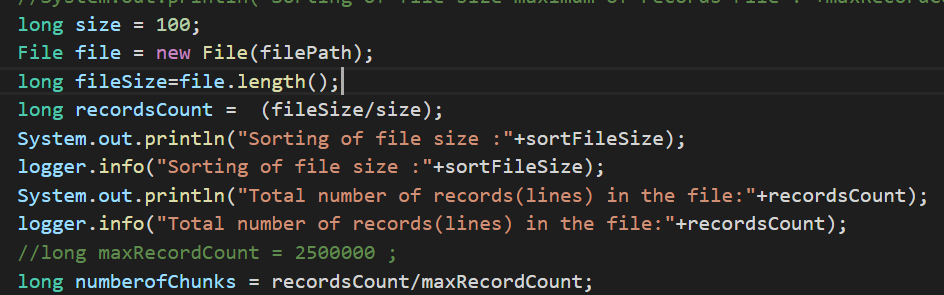 //System.out.println("Sorting of file size maximum of records file : "+maxRecordCo
long size = 100;
File file = new File(filePath);
long fileSize=file.length();
long recordsCount =  (fileSize/size);
System.out.println("Sorting of file size :"+sortFileSize);
logger.info("Sorting of file size :"+sortFileSize);
System.out.println("Total number of records(lines) in the file:"+recordsCount);
logger.info("Total number of records(lines) in the file:"+recordsCount);
//long maxRecordCount = 2500000 ;
long numberofChunks = recordsCount/maxRecordCount;